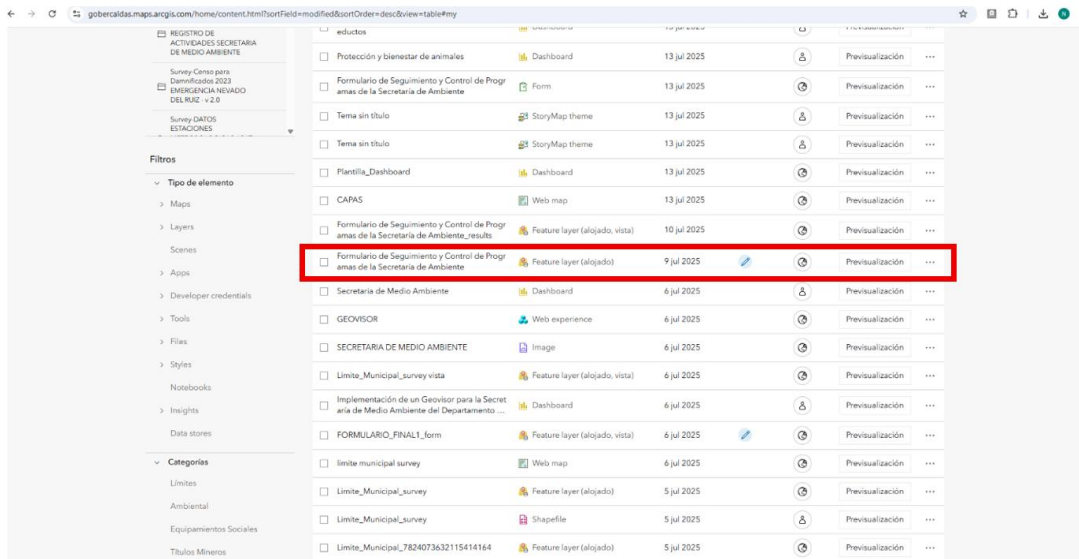 gobercaldas.maps.arcgis.com/home/content.html?sortField=modified&sortOrder=desc&view=table#my
REGISTRO DE
ACTIVIDADES SECRETARIA
DE MEDIO AMBIENTE
Survey-Censo para
Damnificados 2023
EMERGENCIA NEVADO
DEL RUIZ - v 2.0
Survey-DATOS
ESTACIONES
Filtros
Tipo de elemento
Maps
Layers
Scenes
Apps
Developer credentials
Tools
Files
Styles
Notebooks
Insights
Data stores
Categorías
Límites
Ambiental
Equipamientos Sociales
Títulos Mineros
eductos
Protección y bienestar de animales Dashboard 13 jul 2025 Previsualización ...
Formulario de Seguimiento y Control de Progr
amas de la Secretaría de Ambiente Form 13 jul 2025 Previsualización ...
Tema sin título StoryMap theme 13 jul 2025 Previsualización ...
Tema sin título StoryMap theme 13 jul 2025 Previsualización ...
Plantilla_Dashboard Dashboard 13 jul 2025 Previsualización ...
CAPAS Web map 13 jul 2025 Previsualización ...
Formulario de Seguimiento y Control de Progr
amas de la Secretaría de Ambiente_results Feature layer (alojado, vista) 10 jul 2025 Previsualización ...
Formulario de Seguimiento y Control de Progr
amas de la Secretaría de Ambiente Feature layer (alojado) 9 jul 2025 Previsualización ...
Secretaria de Medio Ambiente Dashboard 6 jul 2025 Previsualización ...
GEOVISOR Web experience 6 jul 2025 Previsualización ...
SECRETARIA DE MEDIO AMBIENTE Image 6 jul 2025 Previsualización ...
Limite_Municipal_survey vista Feature layer (alojado, vista) 6 jul 2025 Previsualización ...
Implementación de un Geovisor para la Secret
aría de Medio Ambiente del Departamento ... Dashboard 6 jul 2025 Previsualización ...
FORMULARIO_FINAL1_form Feature layer (alojado, vista) 6 jul 2025 Previsualización ...
limite municipal survey Web map 6 jul 2025 Previsualización ...
Limite_Municipal_survey Feature layer (alojado) 5 jul 2025 Previsualización ...
Limite_Municipal_survey Shapefile 5 jul 2025 Previsualización ...
Limite_Municipal_7824073632115414164 Feature layer (alojado) 5 jul 2025 Previsualización ...